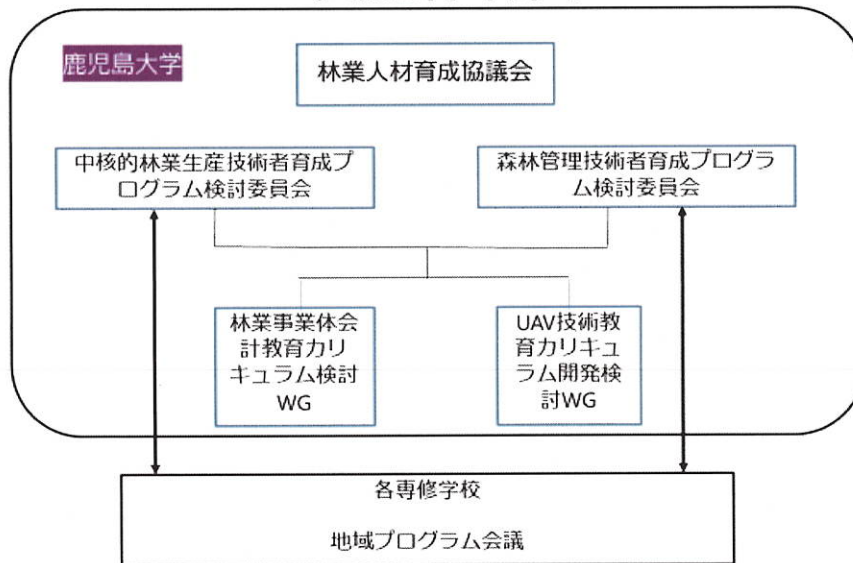 鹿児島大学
林業人材育成協議会
中核的林業生産技術者育成プ
ログラム検討委員会
森林管理技術者育成プログラ
ム検討委員会
林業事業体会
計教育カリ
キュラム検討
WG
UAV技術教
育カリキュ
ラム開発検
討WG
各専修学校
地域プログラム会議